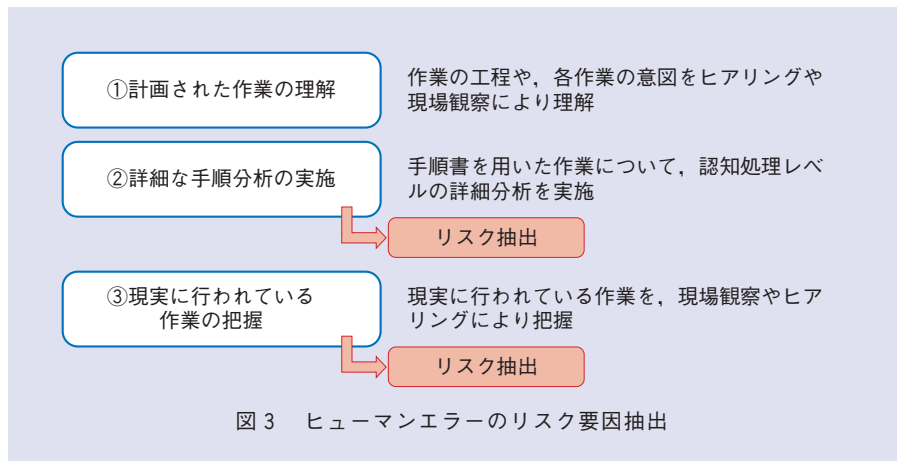 ①計画された作業の理解
作業の工程や，各作業の意図をヒアリングや
現場観察により理解
②詳細な手順分析の実施
手順書を用いた作業について，認知処理レベ
ルの詳細分析を実施
リスク抽出
③現実に行われている
作業の把握
現実に行われている作業を，現場観察やヒア
リングにより把握
リスク抽出
図3　ヒューマンエラーのリスク要因抽出